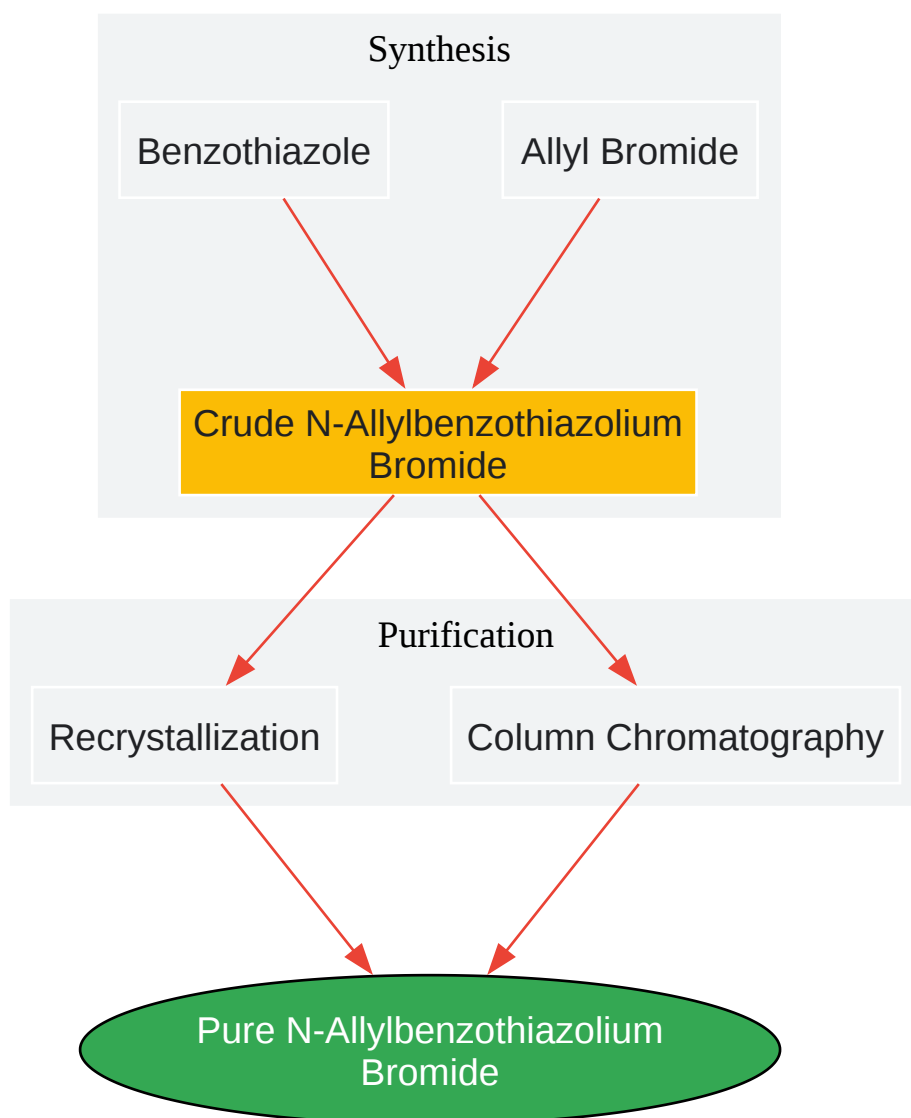 Synthesis
Benzothiazole
Allyl Bromide
Crude N-Allylbenzothiazolium
Bromide
Purification
Recrystallization
Column Chromatography
Pure N-Allylbenzothiazolium
Bromide